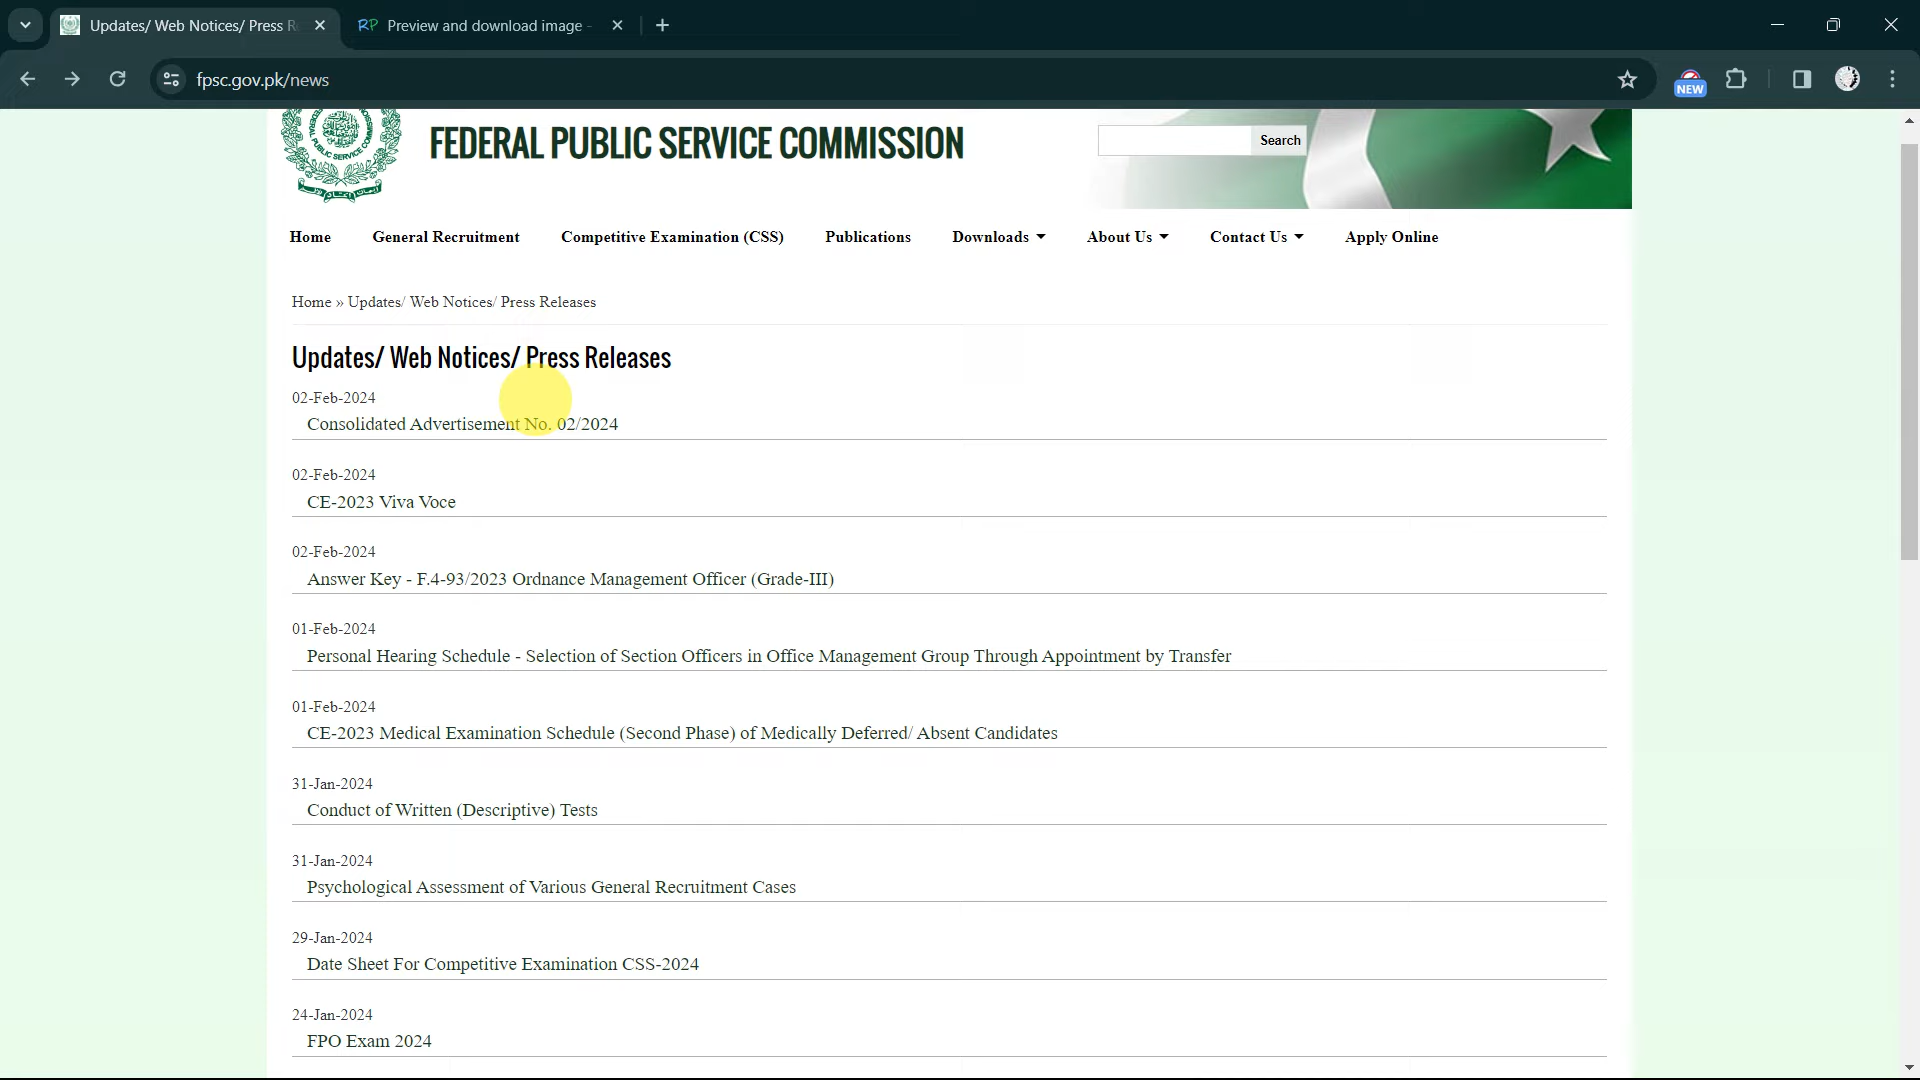 Updates/ Web Notices/ Press R
Preview and download image -
fpsc.gov.pk/news
NEW
FEDERAL PUBLIC SERVICE COMMISSION
Search
Home General Recruitment Competitive Examination (CSS) Publications Downloads About Us Contact Us Apply Online
Home » Updates/ Web Notices/ Press Releases
Updates/ Web Notices/ Press Releases
02-Feb-2024
Consolidated Advertisement No. 02/2024
02-Feb-2024
CE-2023 Viva Voce
02-Feb-2024
Answer Key - F.4-93/2023 Ordnance Management Officer (Grade-III)
01-Feb-2024
Personal Hearing Schedule - Selection of Section Officers in Office Management Group Through Appointment by Transfer
01-Feb-2024
CE-2023 Medical Examination Schedule (Second Phase) of Medically Deferred/ Absent Candidates
31-Jan-2024
Conduct of Written (Descriptive) Tests
31-Jan-2024
Psychological Assessment of Various General Recruitment Cases
29-Jan-2024
Date Sheet For Competitive Examination CSS-2024
24-Jan-2024
FPO Exam 2024